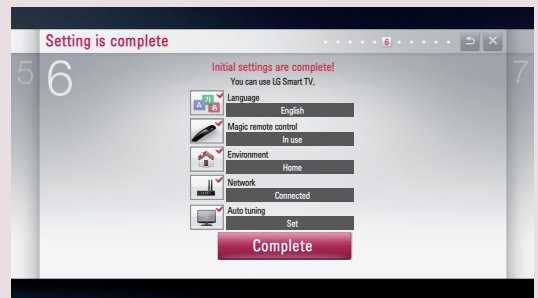 Setting is complete
6
5
6
7
Initial settings are complete!
You can use LG Smart TV.
Language
English
Magic remote control
In use
Environment
Home
Network
Connected
Auto tuning
Set
Complete